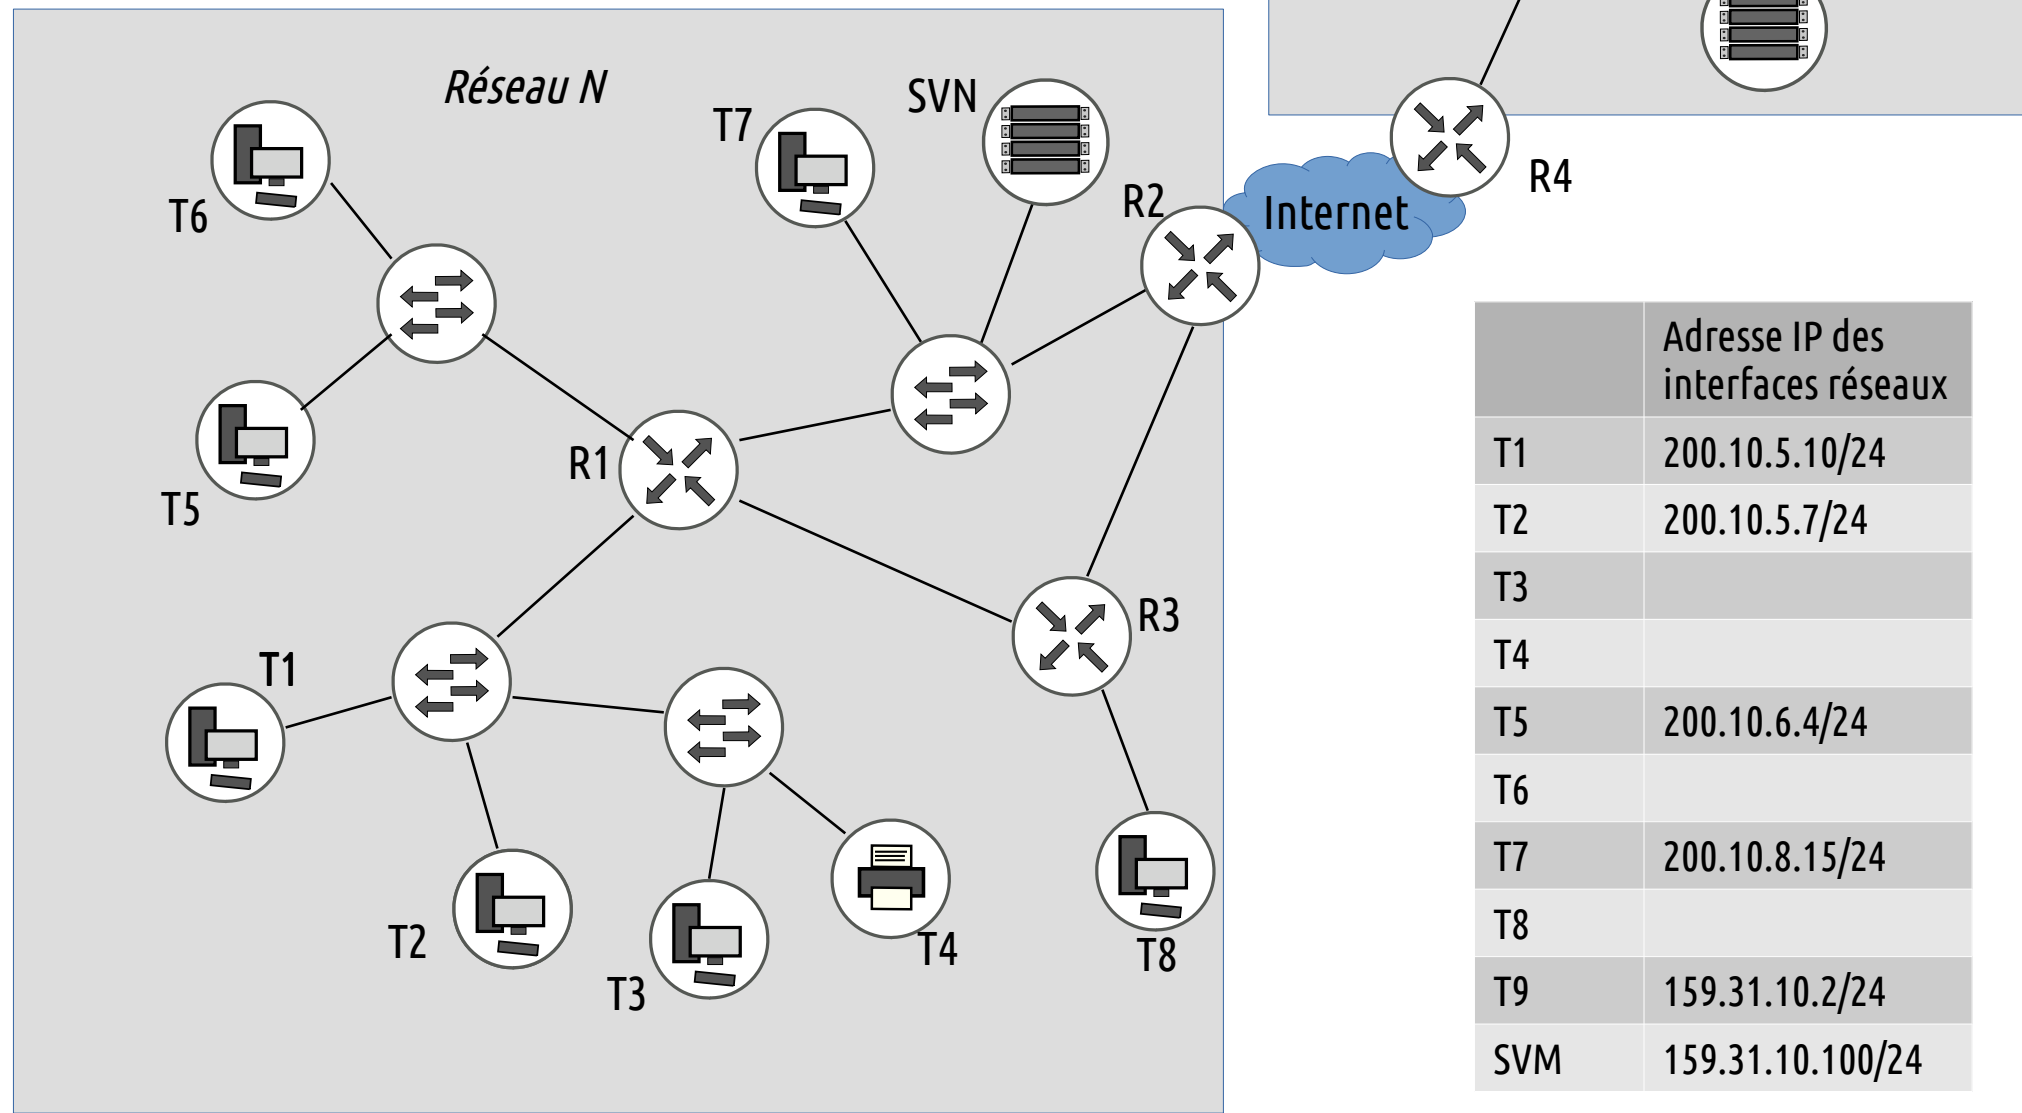 Réseau N
T7
SVN
T6
R2
Internet
R4
R1
T5
R3
T1
T2
T3
T4
T8
Adresse IP des
interfaces réseaux
T1 200.10.5.10/24
T2 200.10.5.7/24
T3
T4
T5 200.10.6.4/24
T6
T7 200.10.8.15/24
T8
T9 159.31.10.2/24
SVM 159.31.10.100/24